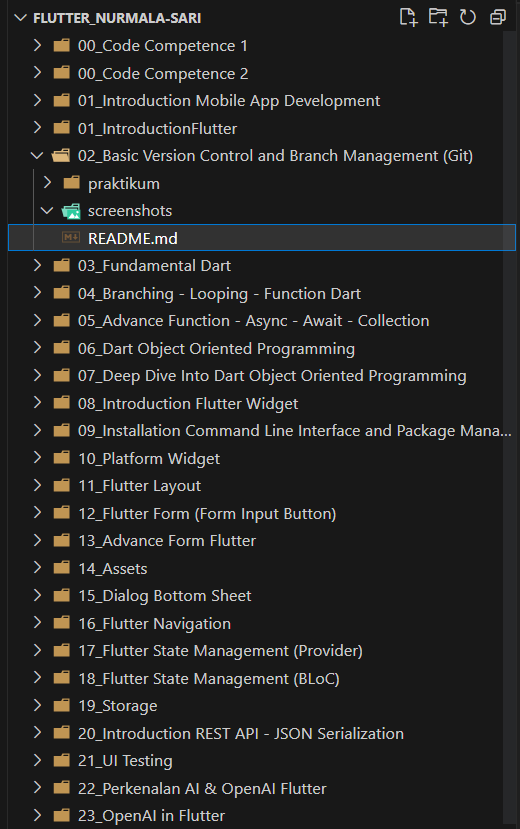 FLUTTER_NURMALA-SARI
00_Code Competence 1
00_Code Competence 2
01_Introduction Mobile App Development
01_IntroductionFlutter
02_Basic Version Control and Branch Management (Git)
praktikum
screenshots
README.md
03_Fundamental Dart
04_Branching - Looping - Function Dart
05_Advance Function - Async - Await - Collection
06_Dart Object Oriented Programming
07_Deep Dive Into Dart Object Oriented Programming
08_Introduction Flutter Widget
09_Installation Command Line Interface and Package Mana...
10_Platform Widget
11_Flutter Layout
12_Flutter Form (Form Input Button)
13_Advance Form Flutter
14_Assets
15_Dialog Bottom Sheet
16_Flutter Navigation
17_Flutter State Management (Provider)
18_Flutter State Management (BLoC)
19_Storage
20_Introduction REST API - JSON Serialization
21_UI Testing
22_Perkenalan AI & OpenAI Flutter
23_OpenAI in Flutter